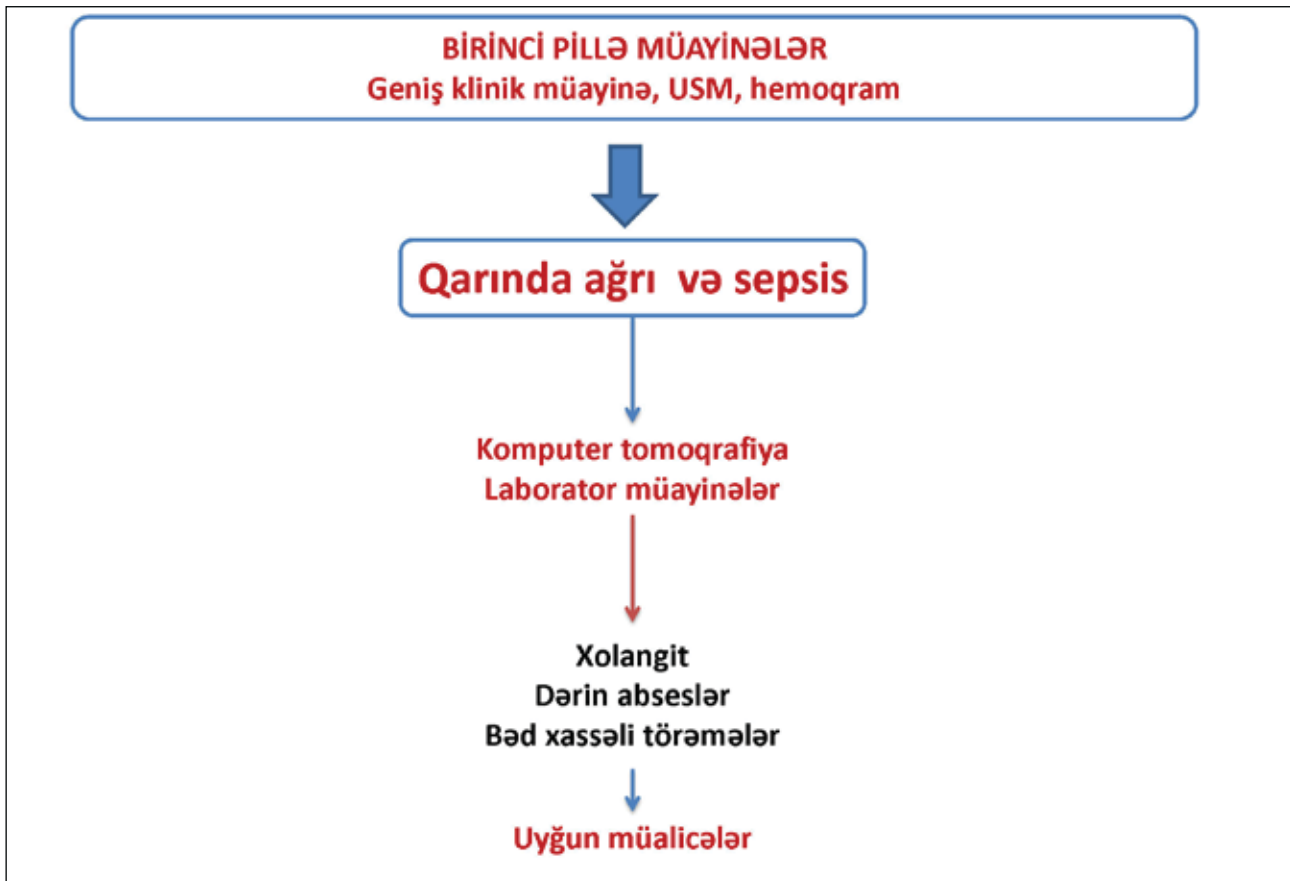 BİRİNCİ PİLLƏ MÜAYİNƏLƏR
Geniş klinik müayinə, USM, hemoqram
Qarında ağrı və sepsis
Komputer tomoqrafiya
Laborator müayinələr
Xolangit
Dərin abseslər
Bəd xassəli törəmələr
Uyğun müalicələr